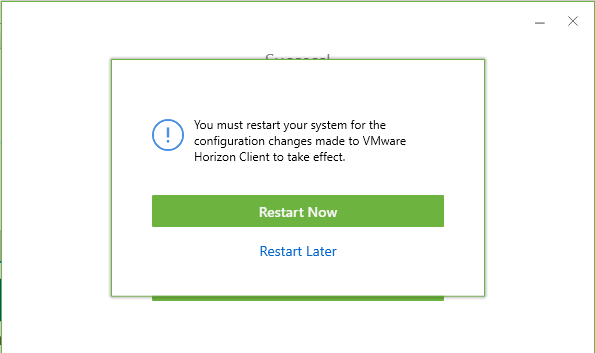 You must restart your system for the
configuration changes made to VMware
Horizon Client to take effect.
Restart Now
Restart Later